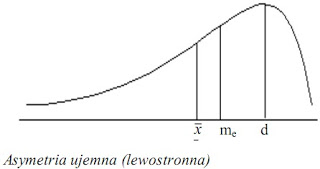 x̄ mₑ d
Asymetria ujemna (lewostronna)